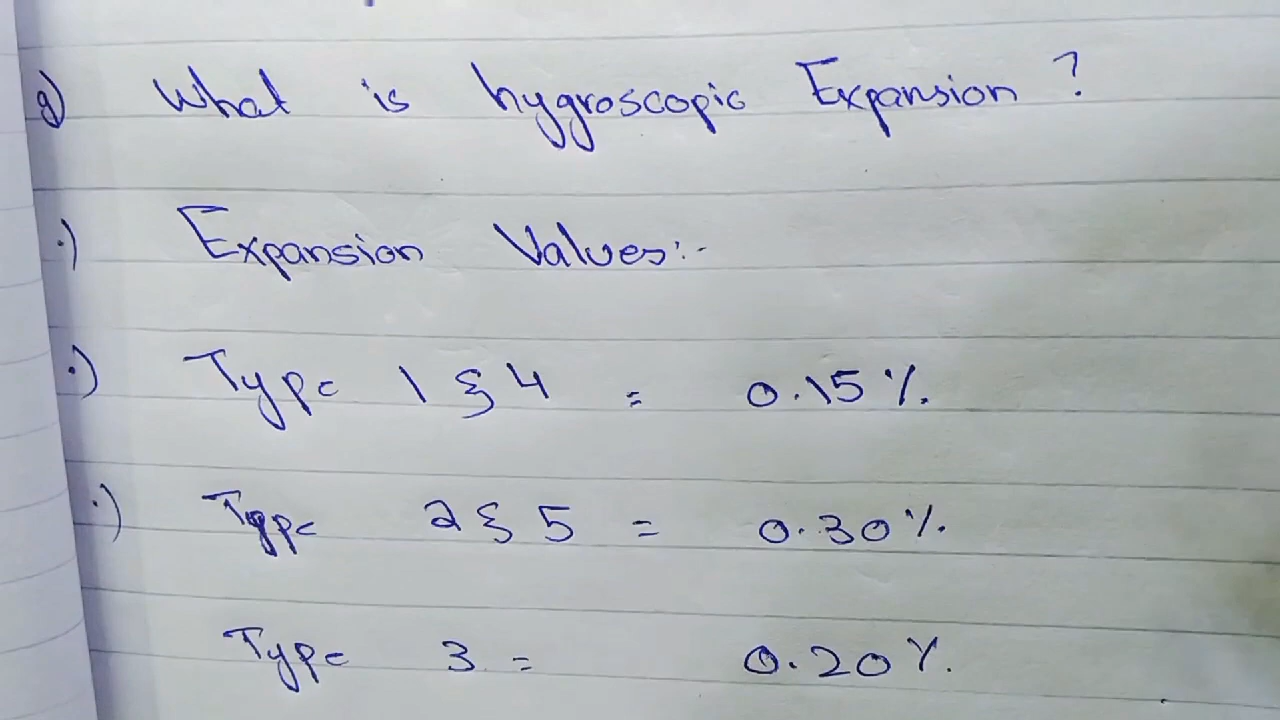 g) What is hygroscopic Expansion ?
.) Expansion Values:-
.) Type 1 & 4 = 0.15%.
.) Type 2 & 5 = 0.30%.
Type 3 = 0.20%.